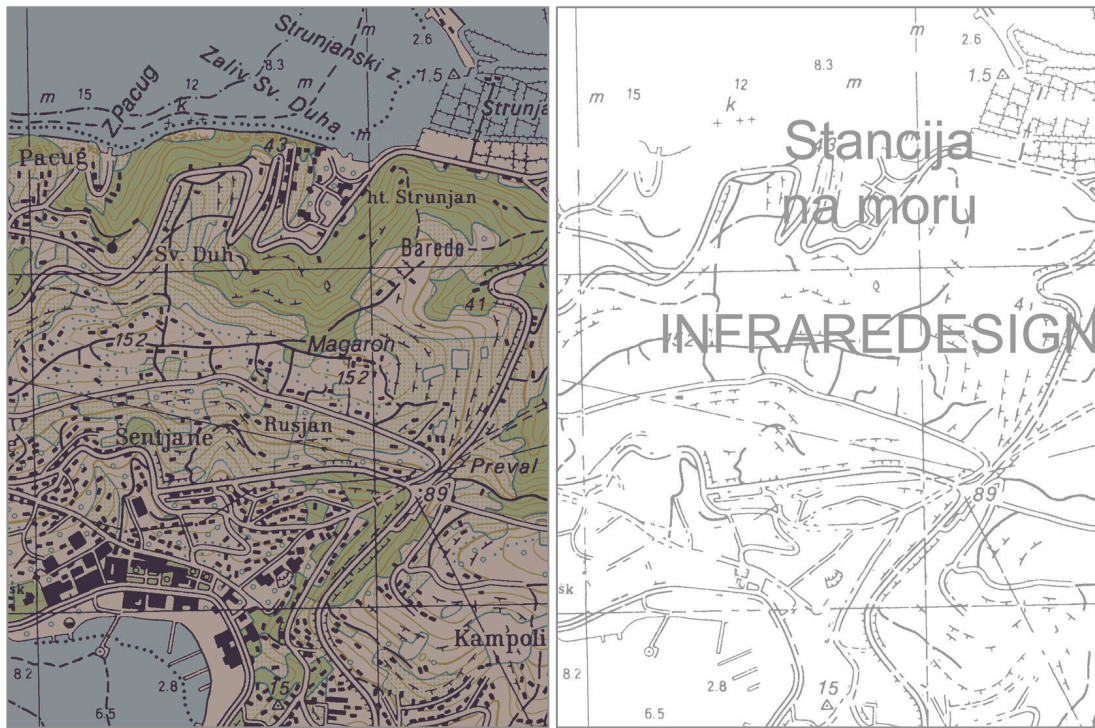 Strunjanski z.
m
2.6
8.3
Zaliv Sv. Duha
m
1.5
12
15
m
Z.Pacug
k
m
Strunja
Pacug
43
ht. Strunjan
Sv. Duh
Baredo
41
152
Magaron
152
Rusjan
Šentjane
Preval
89
šk
Kampoli
8.2
2.8
15
6.5
m
2.6
8.3
m
1.5
12
15
m
k
Stancija
43
na moru
INFRAREDESIGN
152
89
šk
8.2
2.8
15
6.5